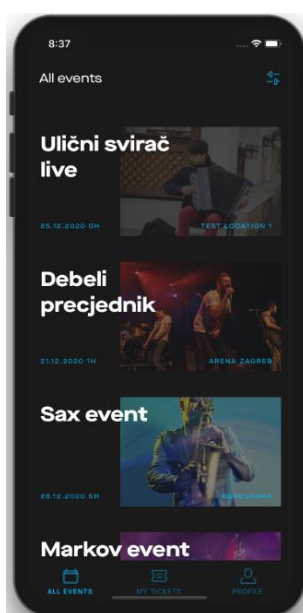 8:37
All events
Ulični svirač
live
25.12.2020 0H
TEST LOCATION 1
Debeli
precjednik
21.12.2020 1H
ARENA ZAGREB
Sax event
28.12.2020 5H
Markov event
ALL EVENTS
MY TICKETS
PROFILE